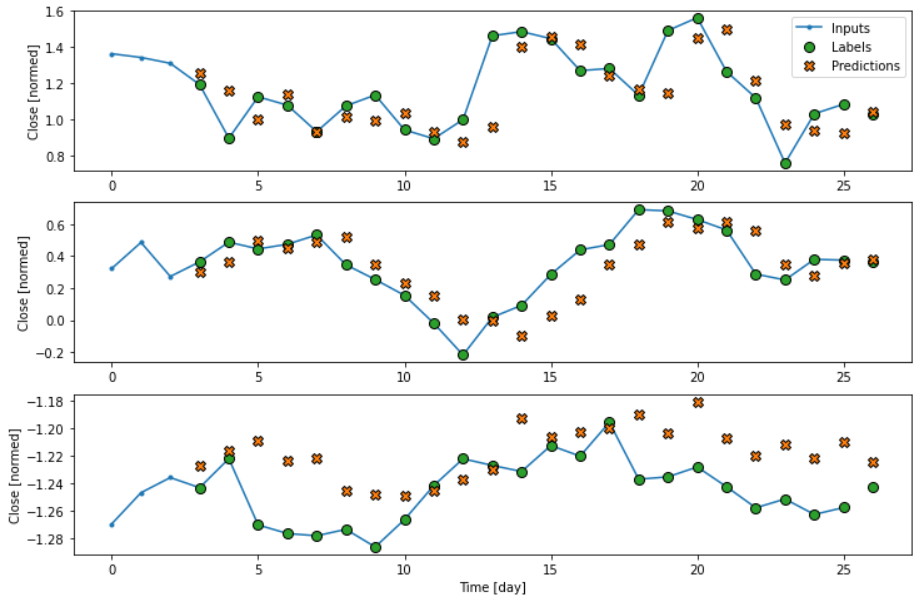 1.6
1.4
1.2
1.0
0.8
Close [normed]
Inputs
Labels
Predictions
0 5 10 15 20 25
0.6
0.4
0.2
0.0
−0.2
Close [normed]
0 5 10 15 20 25
−1.18
−1.20
−1.22
−1.24
−1.26
−1.28
Close [normed]
0 5 10 15 20 25
Time [day]